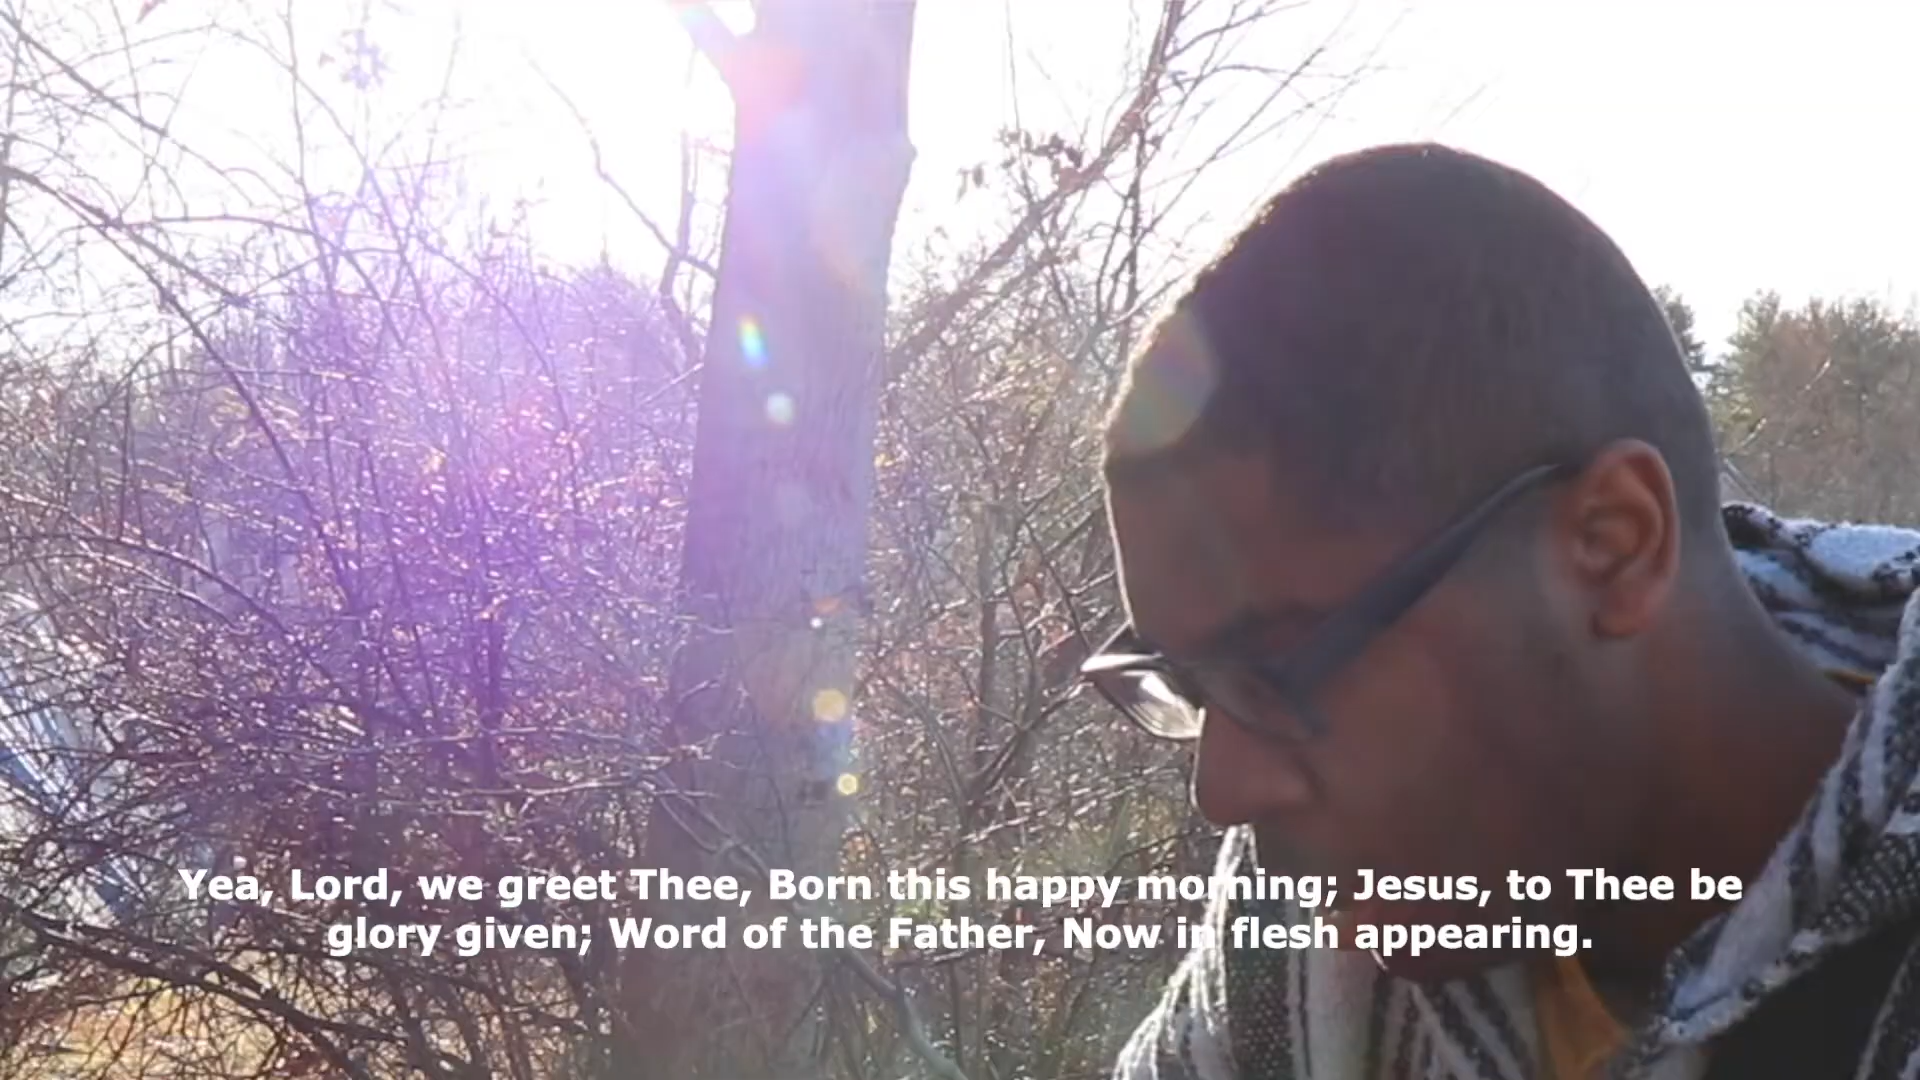 Yea, Lord, we greet Thee, Born this happy morning; Jesus, to Thee be
glory given; Word of the Father, Now in flesh appearing.